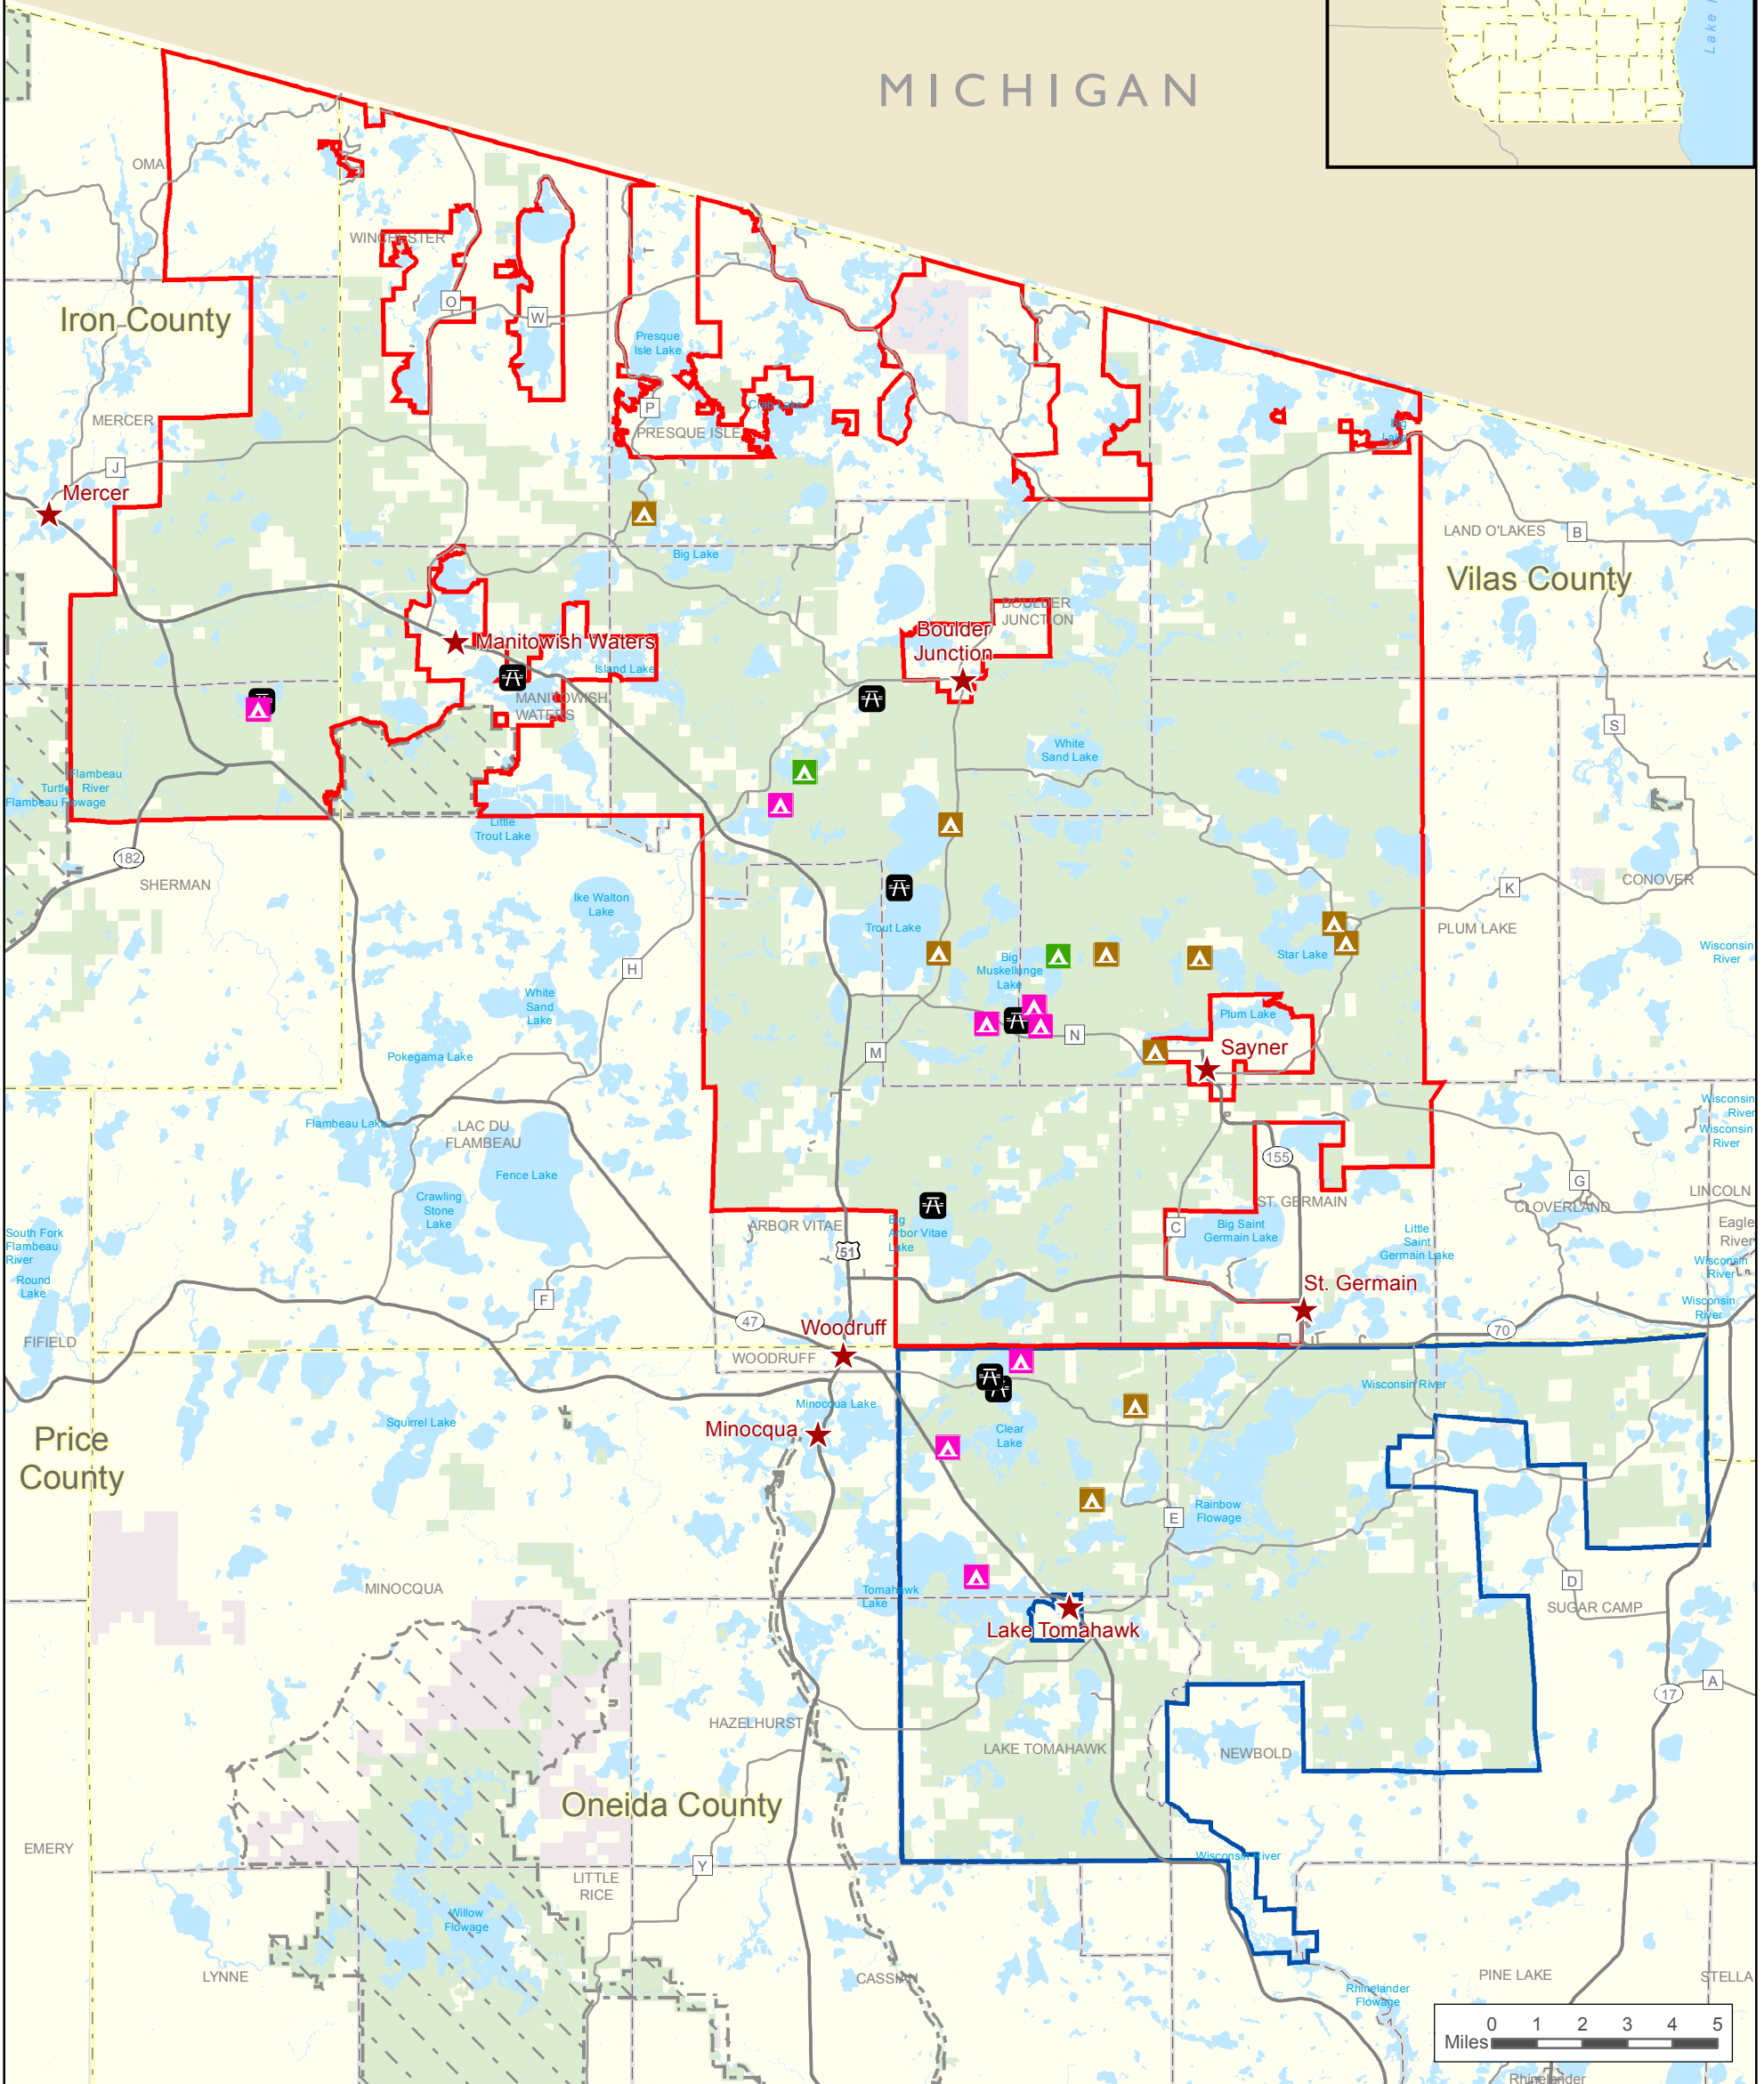 MICHIGAN
OMA
WINCHESTER
Iron County
O
W
Presque
Isle Lake
P
Crab Lake
PRESQUE ISLE
MERCER
J
Mercer
Big
Lake
LAND O'LAKES
B
Vilas County
Big Lake
BOULDER
JUNCTION
Boulder
Junction
Manitowish Waters
Island Lake
MANITOWISH
WATERS
S
White
Sand Lake
Flambeau
River
Turtle
Flambeau Flowage
Little
Trout Lake
182
SHERMAN
CONOVER
K
PLUM LAKE
Ike Walton
Lake
Trout Lake
Star Lake
Wisconsin
River
H
Big
Muskellunge
Lake
White
Sand
Lake
Plum Lake
N
M
Sayner
Pokegama Lake
Wisconsin
River
Wisconsin
River
Flambeau Lake
LAC DU
FLAMBEAU
155
Fence Lake
G
LINCOLN
CLOVERLAND
ST. GERMAIN
Crawling
Stone
Lake
ARBOR VITAE
Big
Arbor Vitae
Lake
C
Big Saint
Germain Lake
Little
Saint
Germain Lake
Eagle
River
South Fork
Flambeau
River
51
Wisconsin
River
Round
Lake
St. Germain
F
Wisconsin
River
47
Woodruff
70
FIFIELD
WOODRUFF
Wisconsin River
Minocqua Lake
Squirrel Lake
Minocqua
Clear
Lake
Price
County
Rainbow
Flowage
E
MINOCQUA
Tomahawk
Lake
D
SUGAR CAMP
Lake Tomahawk
A
17
HAZELHURST
LAKE TOMAHAWK
NEWBOLD
Oneida County
EMERY
Y
Wisconsin River
LITTLE
RICE
Willow
Flowage
LYNNE
CASSIAN
PINE LAKE
STELLA
Rhinelander
Flowage
0 1 2 3 4 5
Miles
Rhinelander